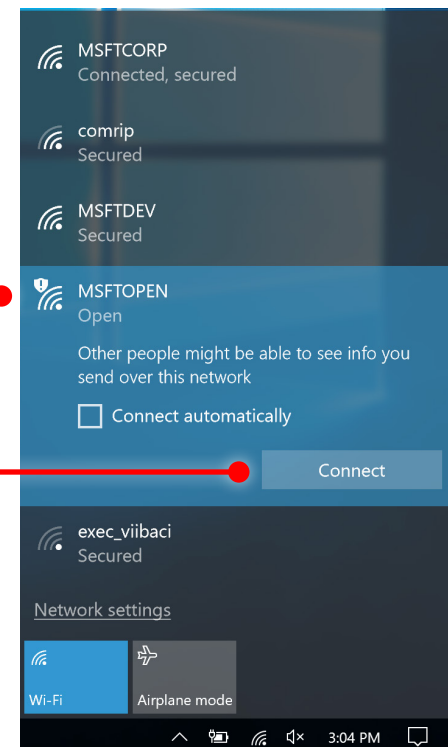 MSFTCORP
Connected, secured
comrip
Secured
MSFTDEV
Secured
MSFTOPEN
Open
Other people might be able to see info you
send over this network
Connect automatically
Connect
exec_viibaci
Secured
Network settings
Wi-Fi
Airplane mode
3:04 PM